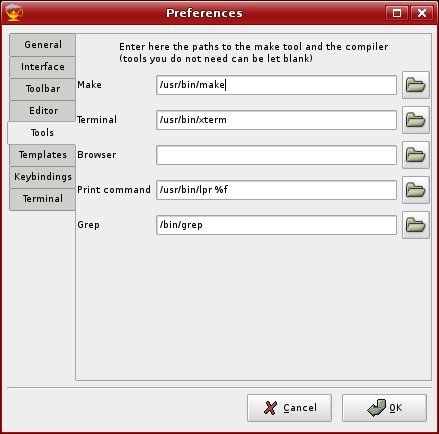 Preferences
General
Interface
Toolbar
Editor
Tools
Templates
Keybindings
Terminal
Enter here the paths to the make tool and the compiler
(tools you do not need can be let blank)
Make /usr/bin/make
Terminal /usr/bin/xterm
Browser
Print command /usr/bin/lpr %f
Grep /bin/grep
Cancel OK